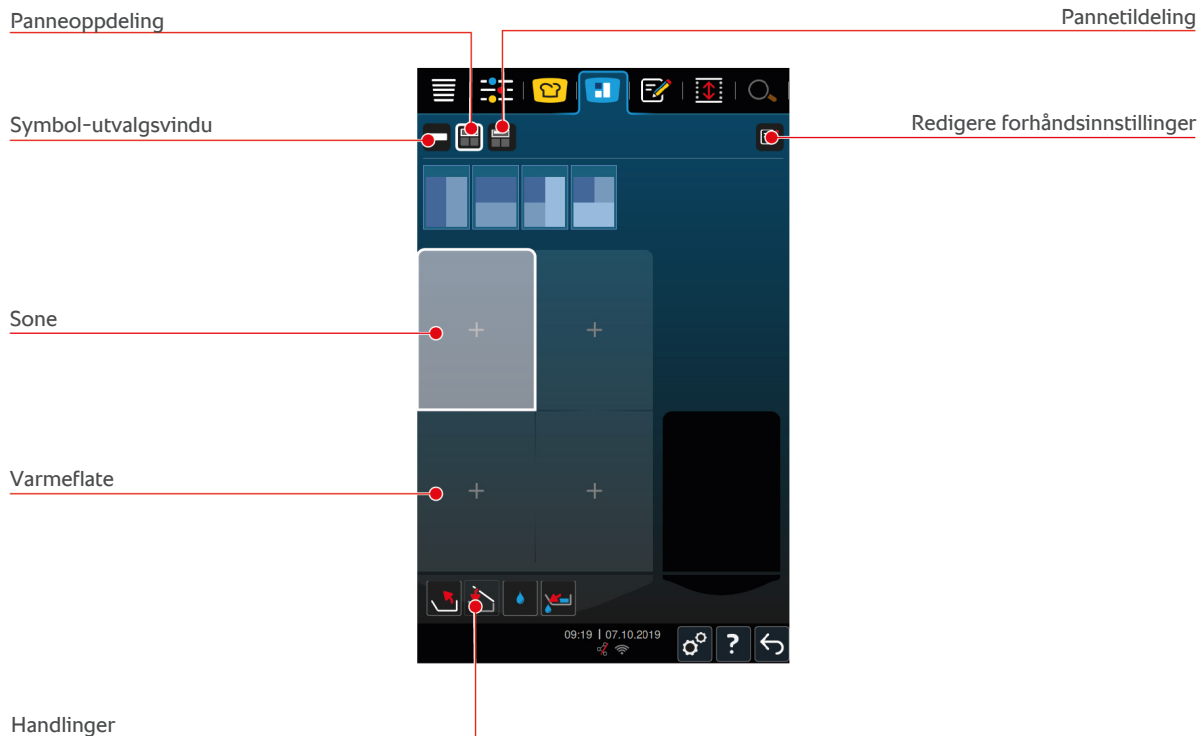 Panneoppdeling
Pannetildeling
Symbol-utvalgsvindu
Redigere forhåndsinnstillinger
Sone
Varmeflate
09:19 | 07.10.2019
?
Handlinger